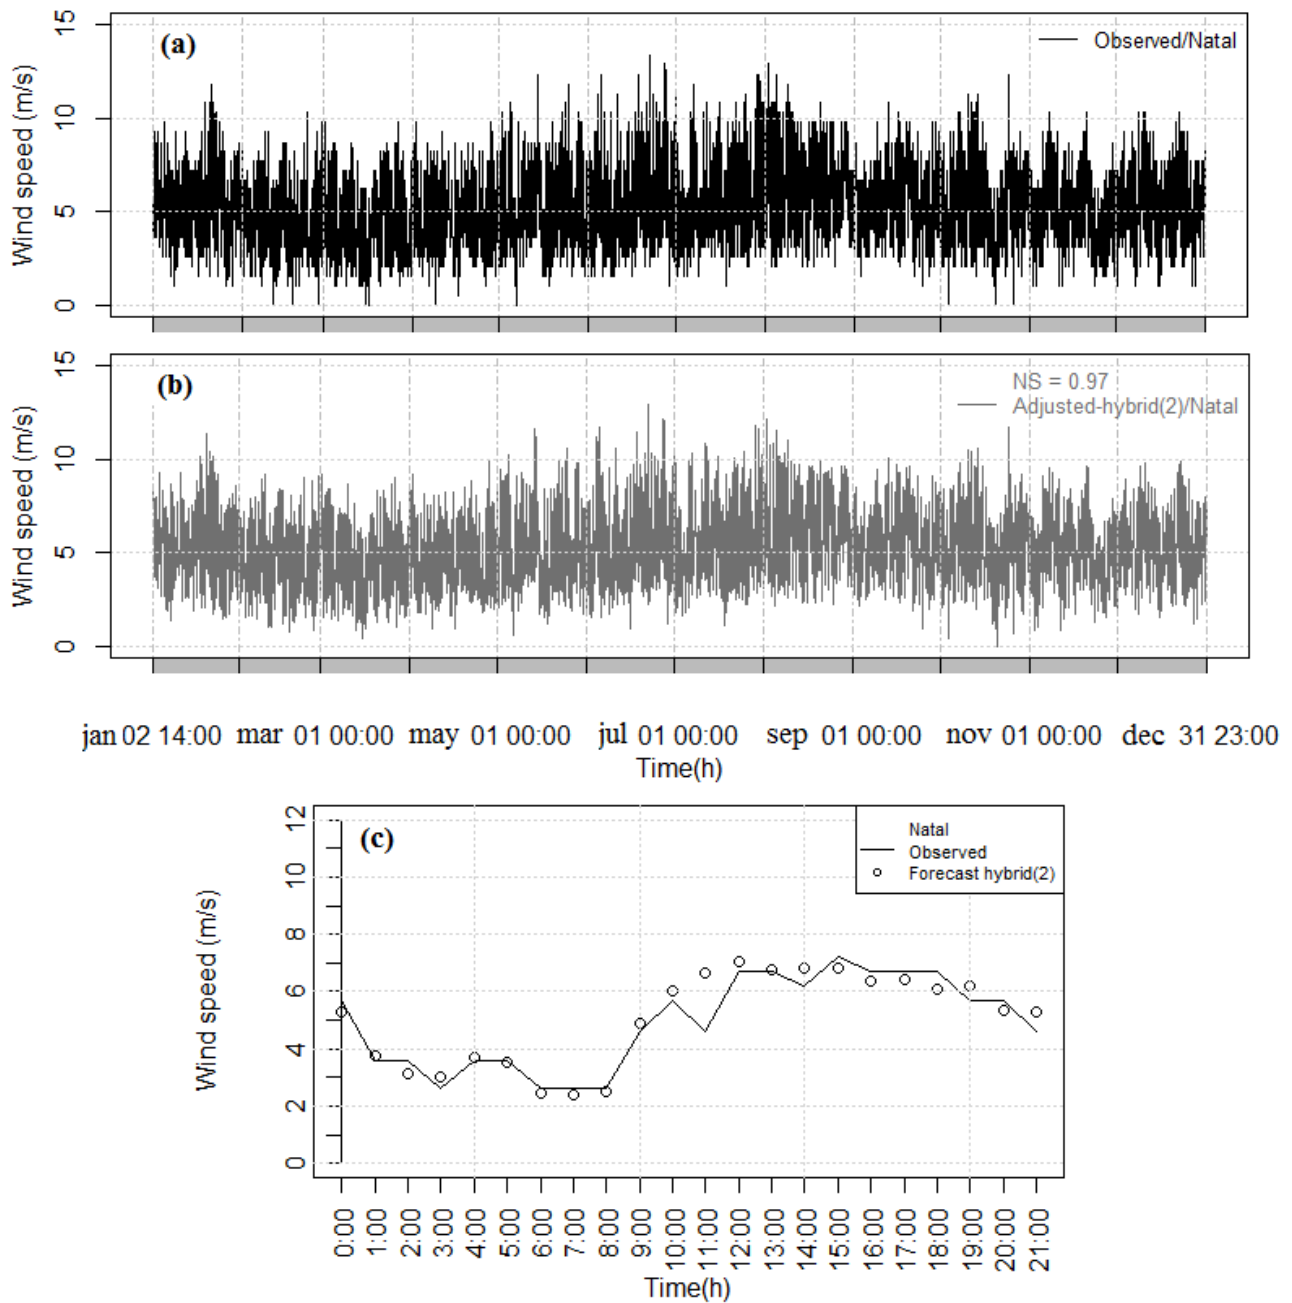 (a)
Observed/Natal
Wind speed (m/s)
15
10
5
0
(b)
NS = 0.97
Adjusted-hybrid(2)/Natal
Wind speed (m/s)
15
10
5
0
jan 02 14:00 mar 01 00:00 may 01 00:00 jul 01 00:00 sep 01 00:00 nov 01 00:00 dec 31 23:00
Time(h)
(c)
Natal
Observed
Forecast hybrid(2)
Wind speed (m/s)
12
10
8
6
4
2
0
0:00 1:00 2:00 3:00 4:00 5:00 6:00 7:00 8:00 9:00 10:00 11:00 12:00 13:00 14:00 15:00 16:00 17:00 18:00 19:00 20:00 21:00
Time(h)